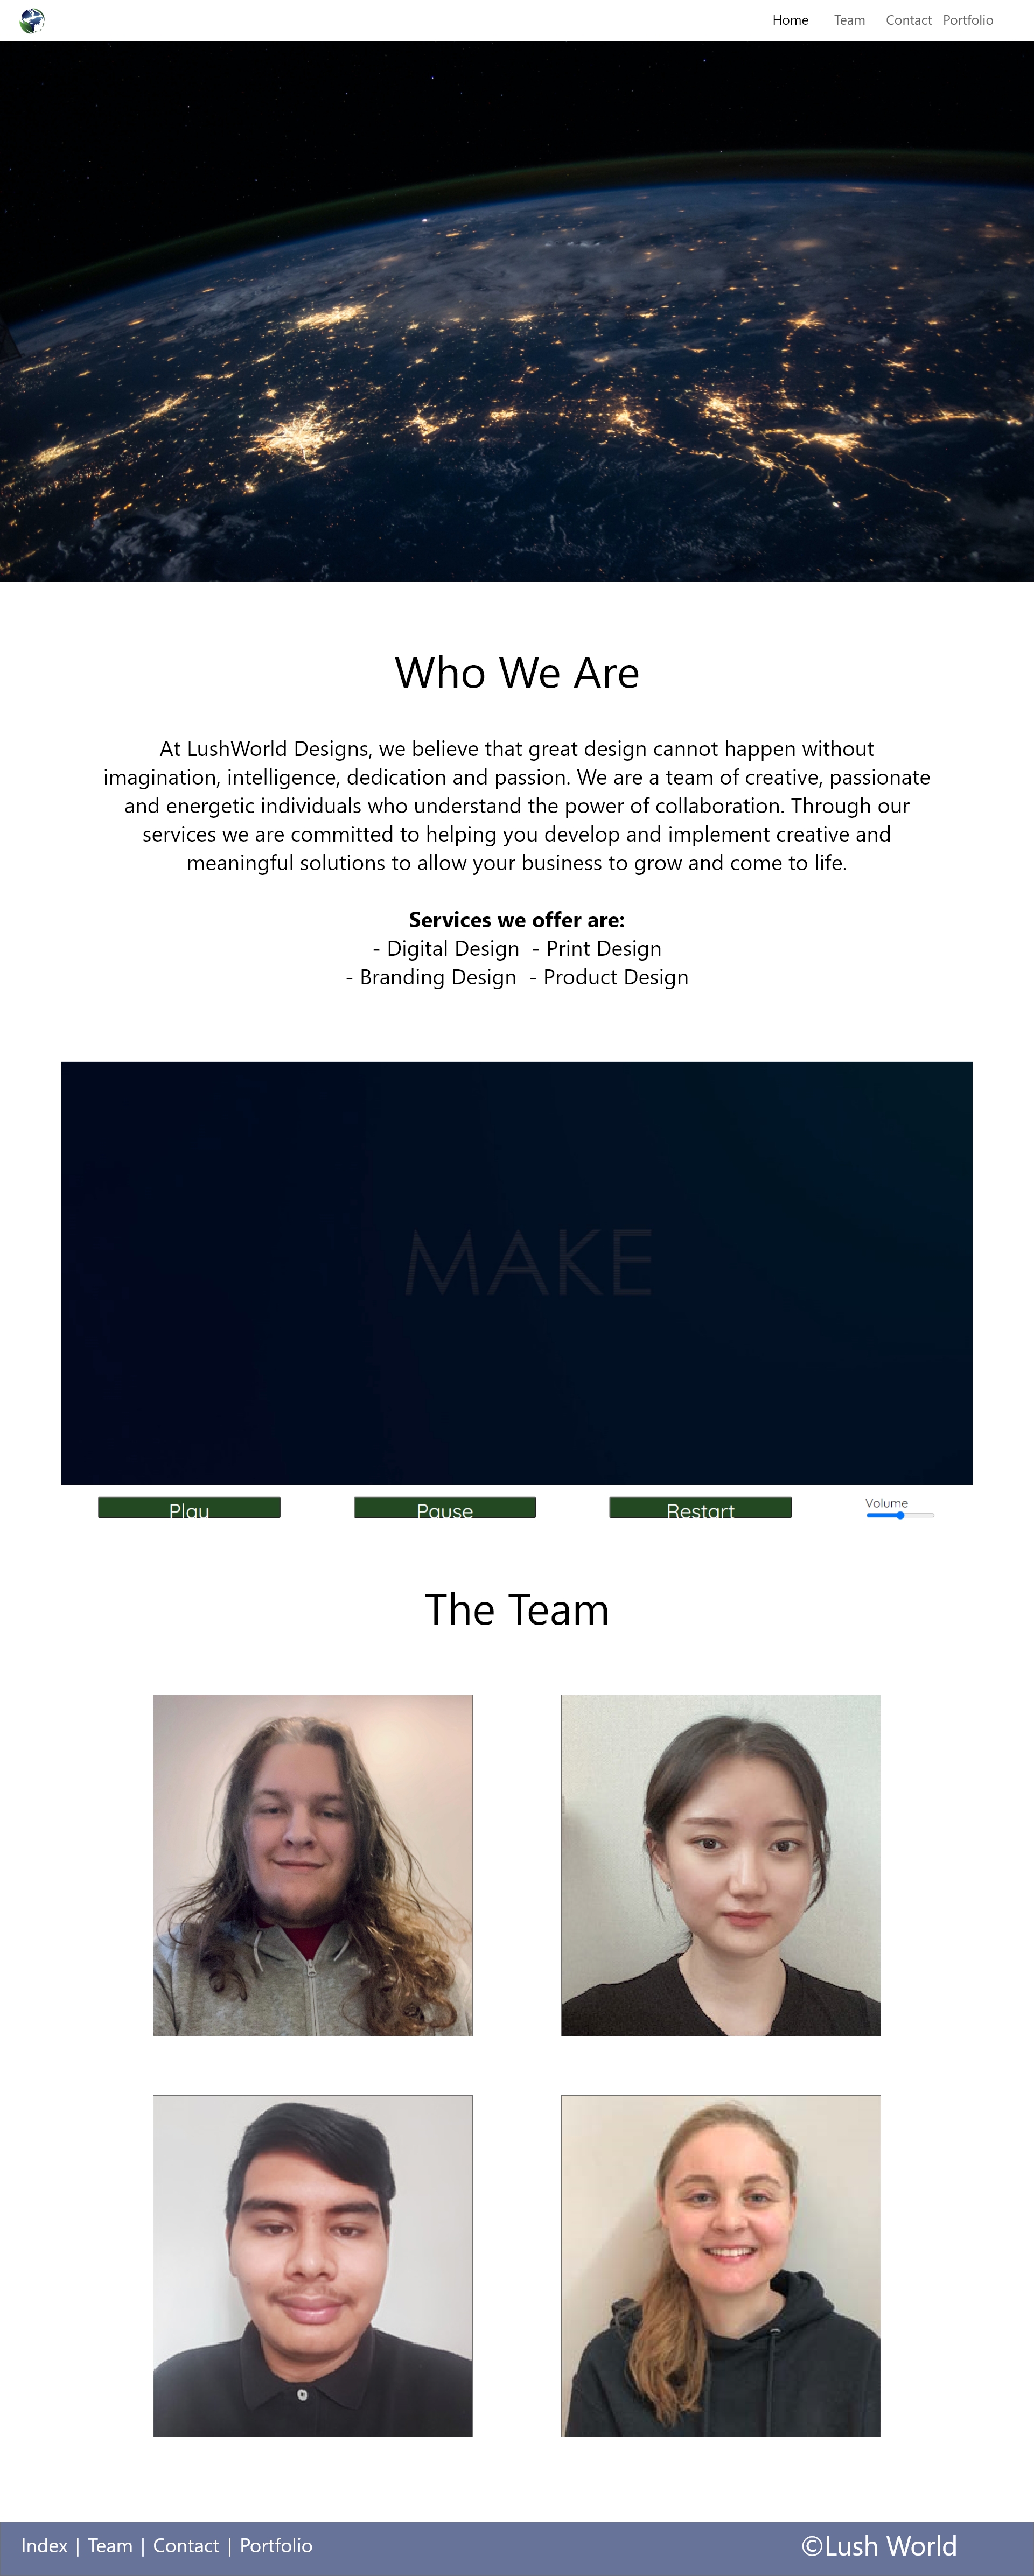 Home Team Contact Portfolio
Who We Are
At LushWorld Designs, we believe that great design cannot happen without
imagination, intelligence, dedication and passion. We are a team of creative, passionate
and energetic individuals who understand the power of collaboration. Through our
services we are committed to helping you develop and implement creative and
meaningful solutions to allow your business to grow and come to life.
Services we offer are:
- Digital Design - Print Design
- Branding Design - Product Design
MAKE
Play Pause Restart Volume
The Team
Index | Team | Contact | Portfolio
©Lush World